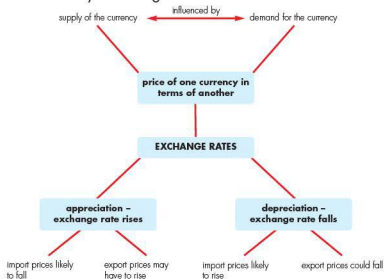 influenced by
supply of the currency
demand for the currency
price of one currency in
terms of another
EXCHANGE RATES
appreciation –
exchange rate rises
depreciation –
exchange rate falls
import prices likely
to fall
export prices may
have to rise
import prices likely
to rise
export prices could fall